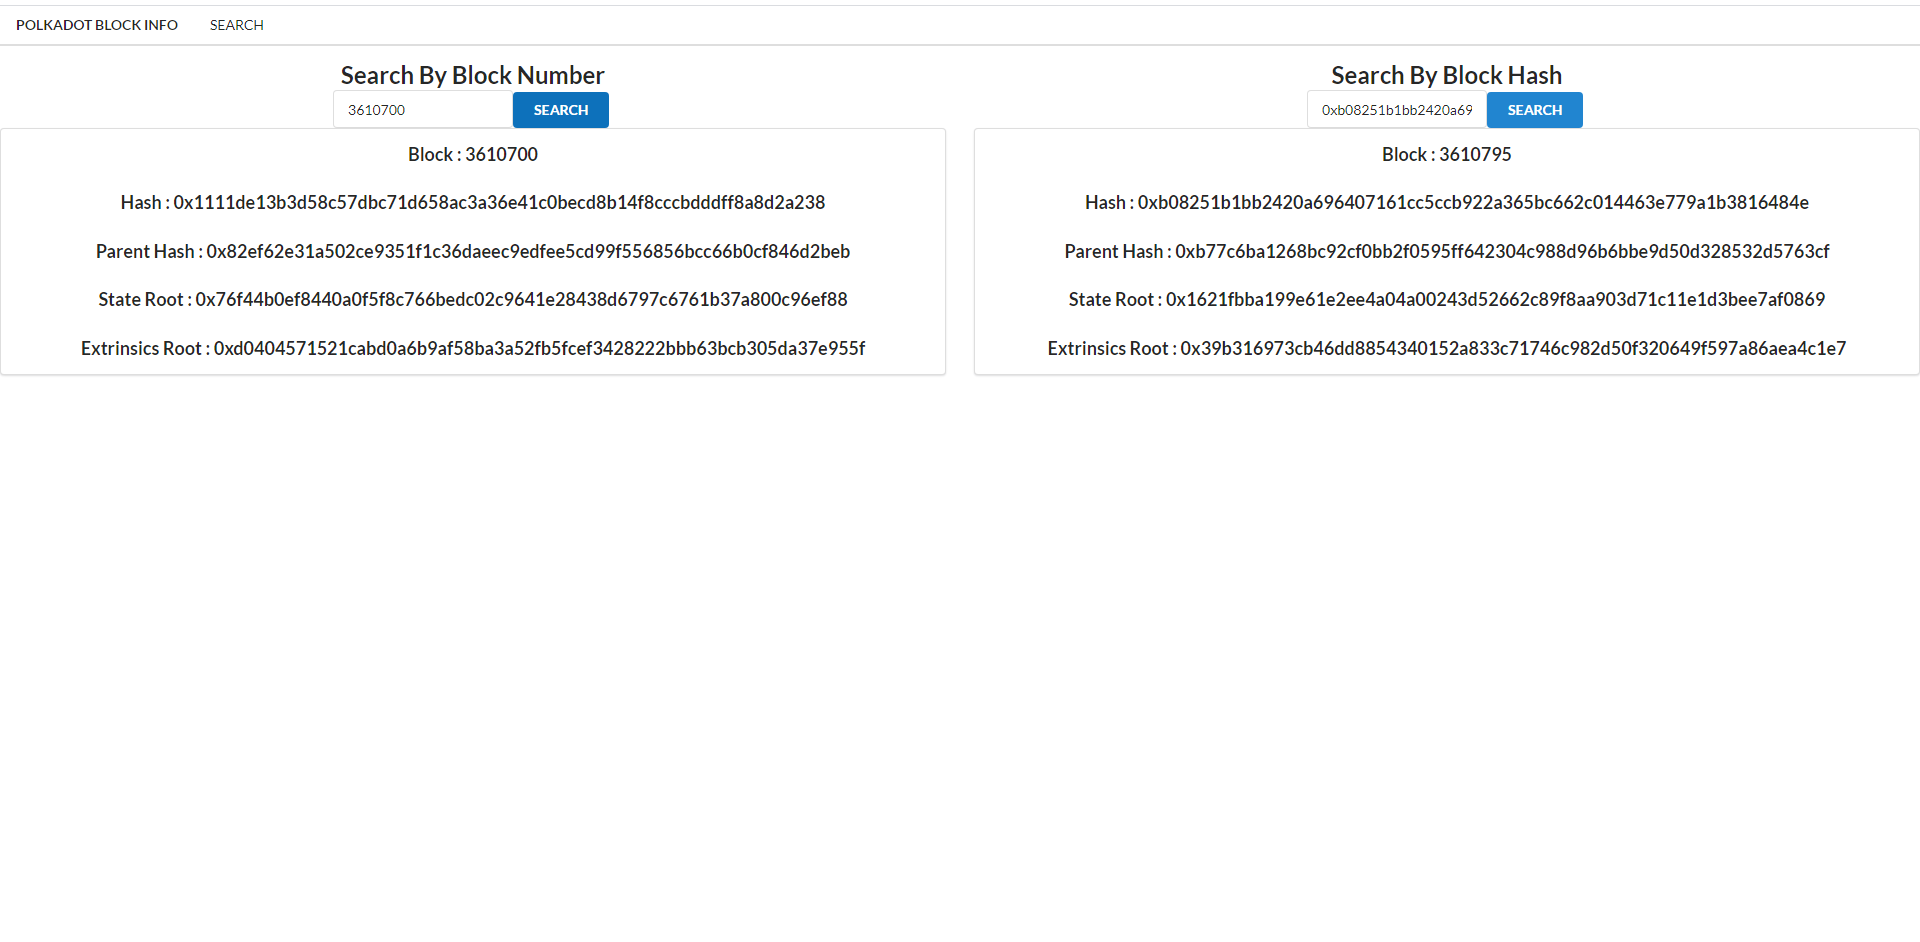 POLKADOT BLOCK INFO SEARCH
Search By Block Number
3610700 SEARCH
Block : 3610700
Hash : 0x1111de13b3d58c57dbc71d658ac3a36e41c0becd8b14f8cccbdddff8a8d2a238
Parent Hash : 0x82ef62e31a502ce9351f1c36daeec9edfee5cd99f556856bcc66b0cf846d2beb
State Root : 0x76f44b0ef8440a0f5f8c766bedc02c9641e28438d6797c6761b37a800c96ef88
Extrinsics Root : 0xd0404571521cabd0a6b9af58ba3a52fb5fcef3428222bbb63bcb305da37e955f
Search By Block Hash
0xb08251b1bb2420a69 SEARCH
Block : 3610795
Hash : 0xb08251b1bb2420a696407161cc5ccb922a365bc662c014463e779a1b3816484e
Parent Hash : 0xb77c6ba1268bc92cf0bb2f0595ff642304c988d96b6bbe9d50d328532d5763cf
State Root : 0x1621fbba199e61e2ee4a04a00243d52662c89f8aa903d71c11e1d3bee7af0869
Extrinsics Root : 0x39b316973cb46dd8854340152a833c71746c982d50f320649f597a86aea4c1e7